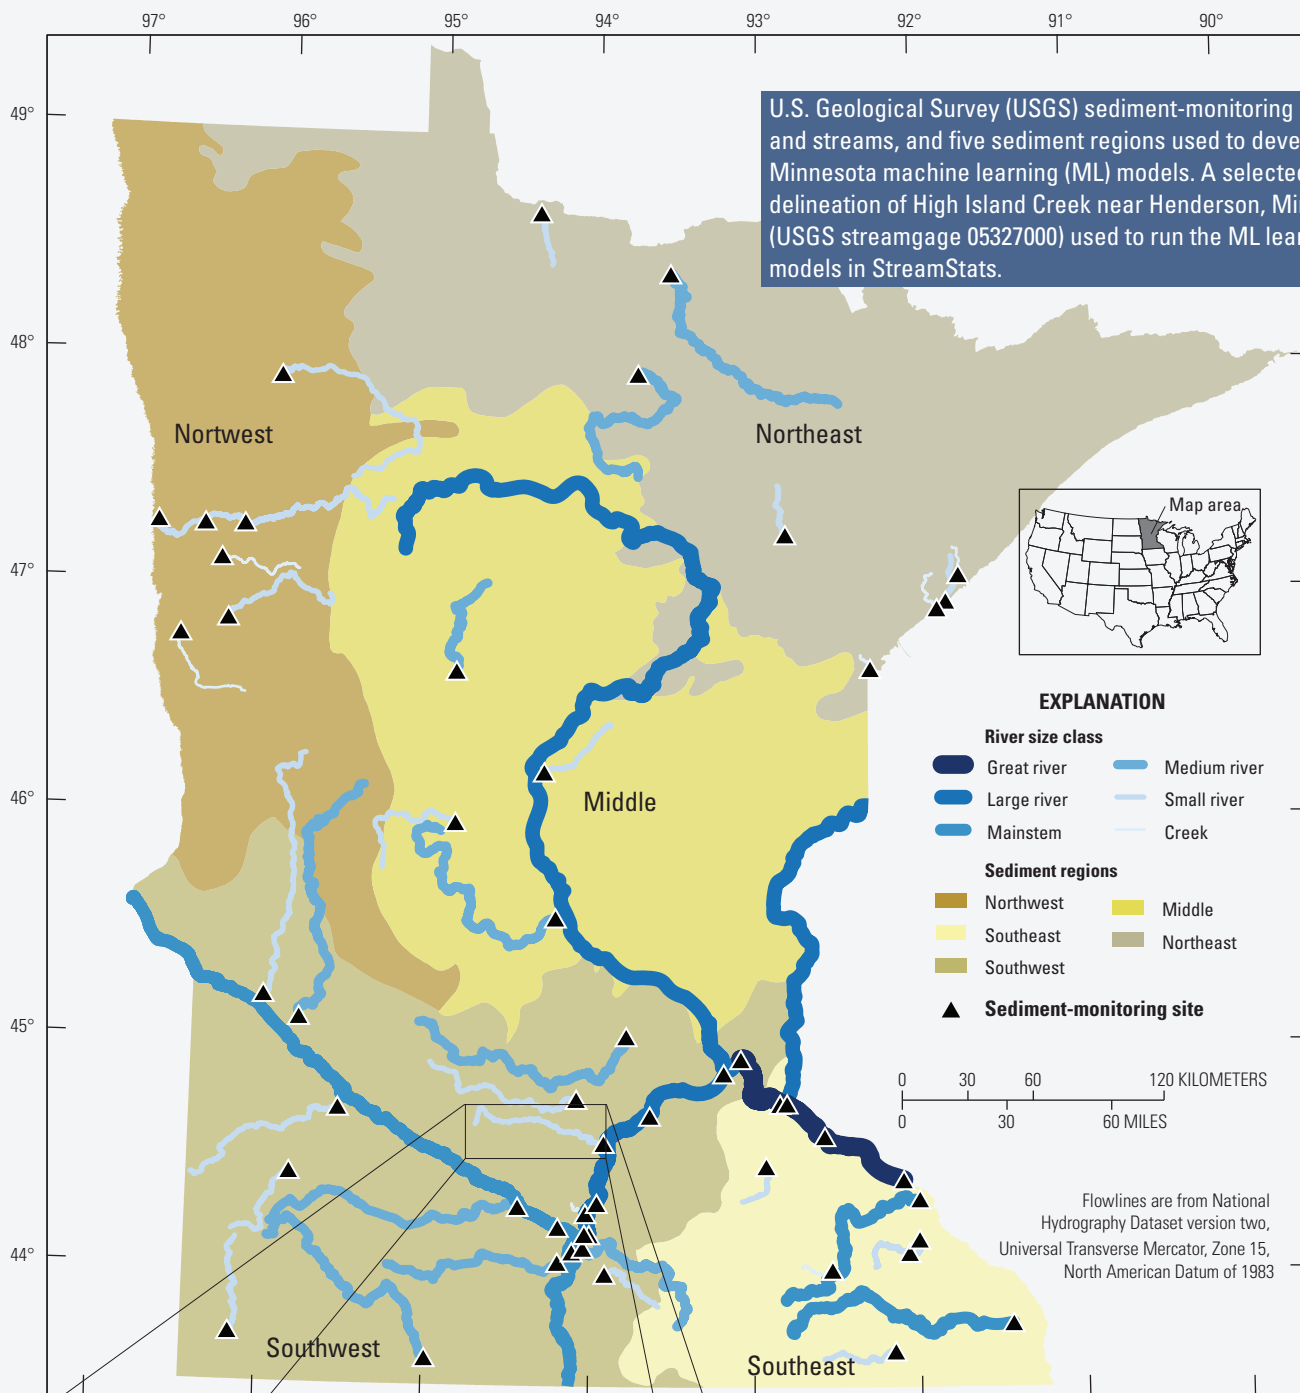 97° 96° 95° 94° 93° 92° 91° 90°
49°
U.S. Geological Survey (USGS) sediment-monitoring
and streams, and five sediment regions used to deve
Minnesota machine learning (ML) models. A selected
delineation of High Island Creek near Henderson, Mi
(USGS streamgage 05327000) used to run the ML lea
models in StreamStats.
48°
Nortwest
Northeast
Map area
47°
EXPLANATION
River size class
Great river
Medium river
Large river
Small river
Mainstem
Creek
Sediment regions
Northwest
Middle
Southeast
Northeast
Southwest
Sediment-monitoring site
46°
Middle
45°
0 30 60 120 KILOMETERS
0 30 60 MILES
Flowlines are from National
Hydrography Dataset version two,
Universal Transverse Mercator, Zone 15,
North American Datum of 1983
44°
Southwest
Southeast